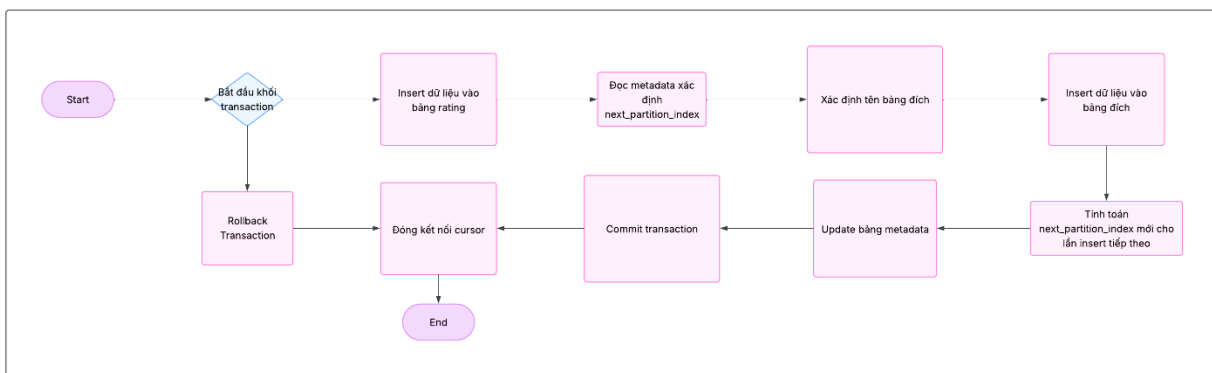 Start
Bắt đầu khối
transaction
Insert dữ liệu vào
bảng rating
Đọc metadata xác
định
next_partition_index
Xác định tên bảng đích
Insert dữ liệu vào
bảng đích
Rollback
Transaction
Đóng kết nối cursor
Commit transaction
Update bảng metadata
Tính toán
next_partition_index mới cho
lần insert tiếp theo
End